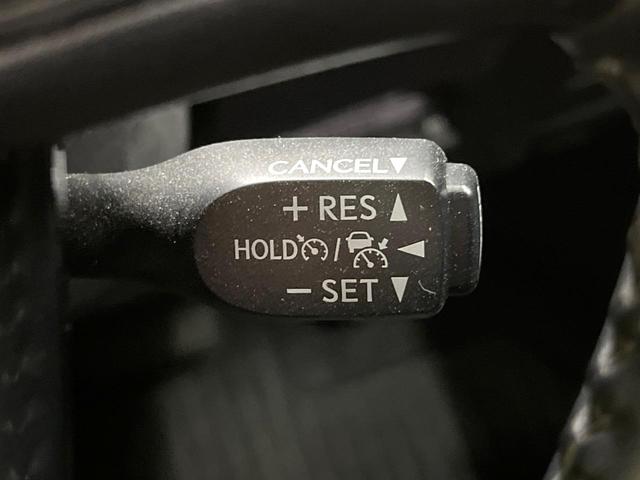 CANCEL▼
+ RES ▲
HOLD / ◀
− SET ▼